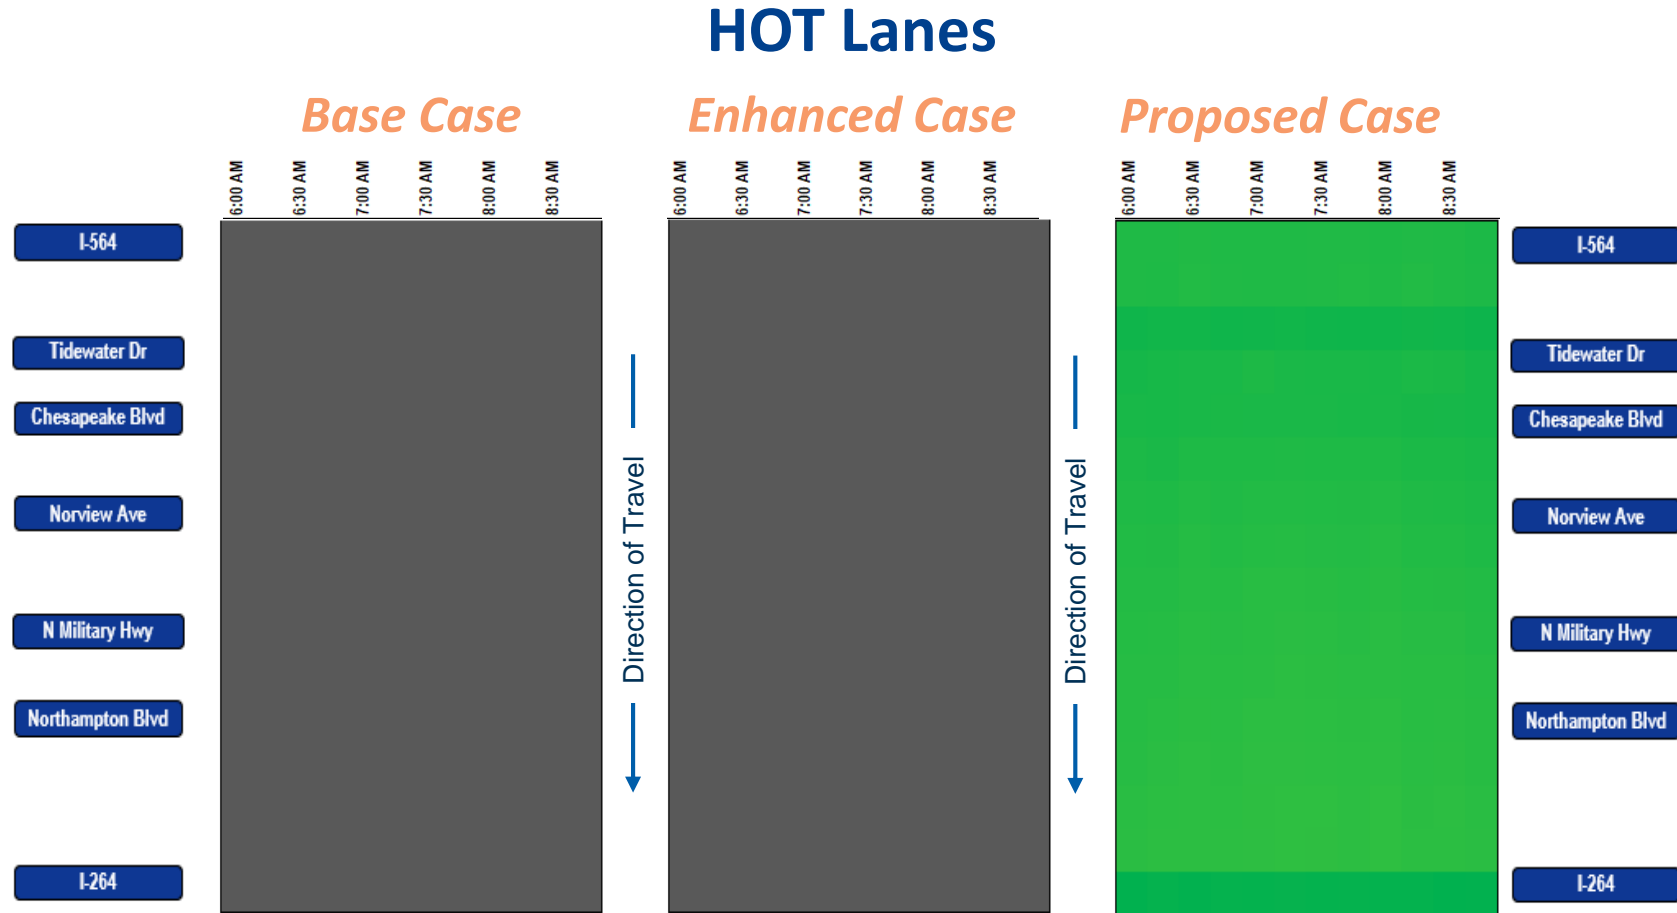 HOT Lanes
Base Case
Enhanced Case
Proposed Case
6:00 AM
6:30 AM
7:00 AM
7:30 AM
8:00 AM
8:30 AM
6:00 AM
6:30 AM
7:00 AM
7:30 AM
8:00 AM
8:30 AM
6:00 AM
6:30 AM
7:00 AM
7:30 AM
8:00 AM
8:30 AM
I-564
Tidewater Dr
Chesapeake Blvd
Norview Ave
N Military Hwy
Northampton Blvd
I-264
Direction of Travel
Direction of Travel
I-564
Tidewater Dr
Chesapeake Blvd
Norview Ave
N Military Hwy
Northampton Blvd
I-264